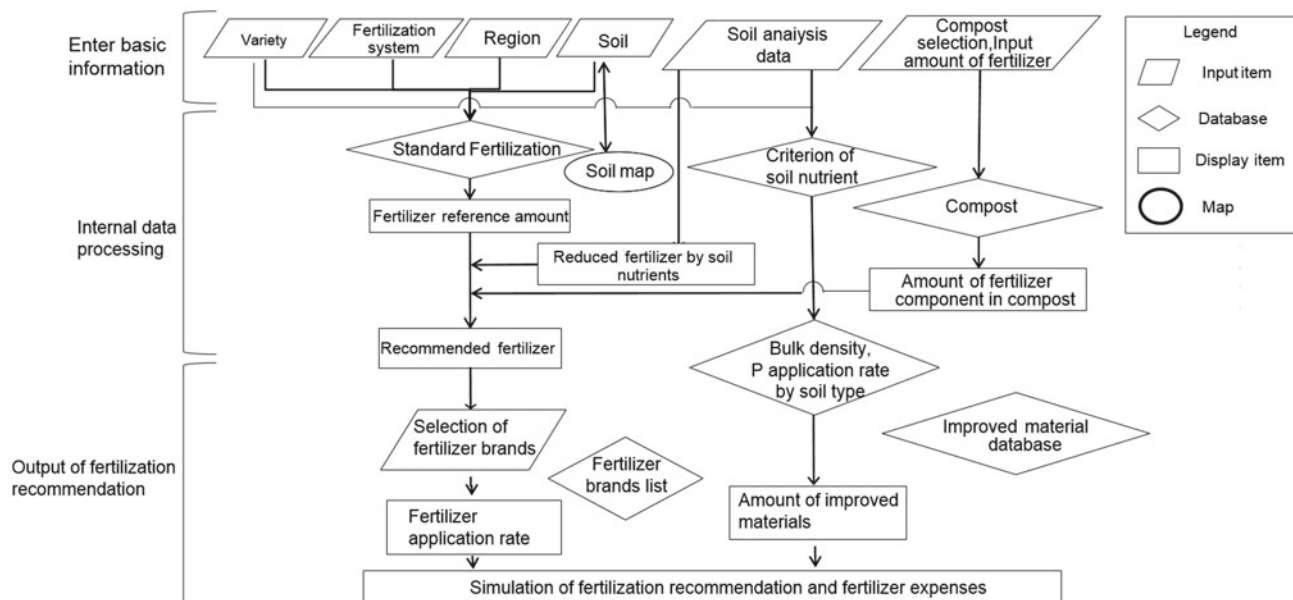 Enter basic
information
Variety
Fertilization
system
Region
Soil
Soil anaiysis
data
Compost
selection,Input
amount of fertilizer
Legend
Input item
Database
Display item
Map
Internal data
processing
Standard Fertilization
Soil map
Criterion of
soil nutrient
Compost
Fertilizer reference amount
Reduced fertilizer by soil
nutrients
Amount of fertilizer
component in compost
Recommended fertilizer
Bulk density,
P application rate
by soil type
Output of fertilization
recommendation
Selection of
fertilizer brands
Fertilizer
brands list
Improved material
database
Fertilizer
application rate
Amount of improved
materials
Simulation of fertilization recommendation and fertilizer expenses